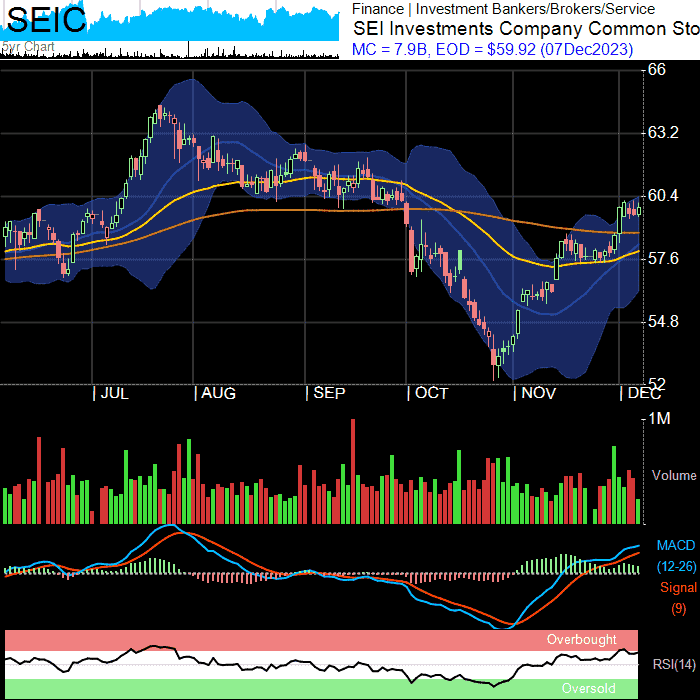 SEIC
5yr Chart
Finance | Investment Bankers/Brokers/Service
SEI Investments Company Common Sto
MC = 7.9B, EOD = $59.92 (07Dec2023)
66
63.2
60.4
57.6
54.8
52
JUL AUG SEP OCT NOV DEC
1M
Volume
MACD
(12-26)
Signal
(9)
Overbought
RSI(14)
Oversold